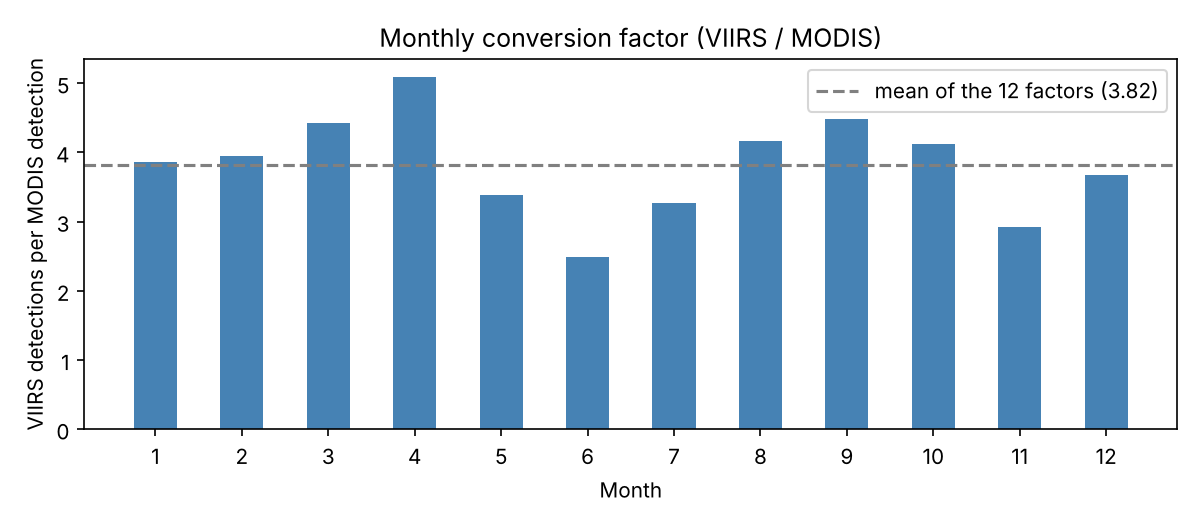 Monthly conversion factor (VIIRS / MODIS)
mean of the 12 factors (3.82)
VIIRS detections per MODIS detection
5
4
3
2
1
0
1 2 3 4 5 6 7 8 9 10 11 12
Month